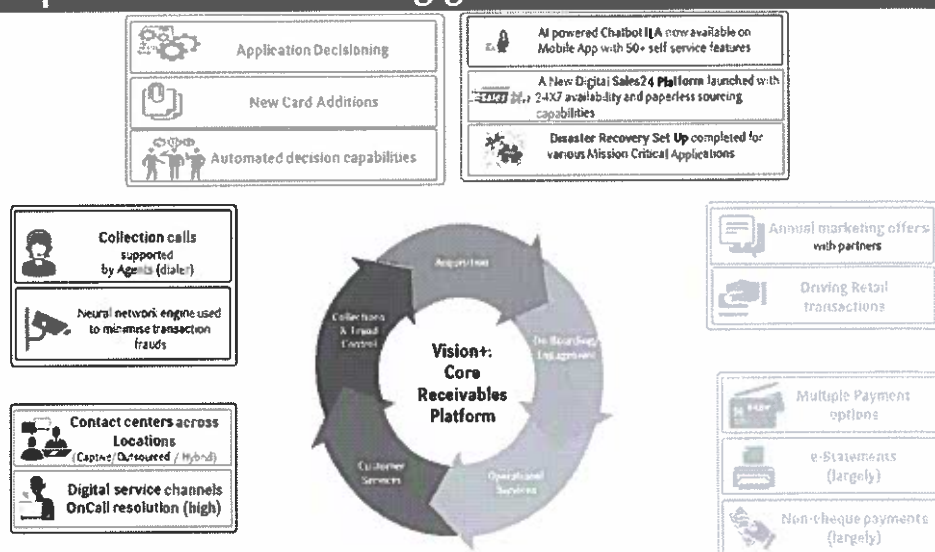 Application Decisioning
New Card Additions
Automated decision capabilities
AI powered Chatbot ILA now available on
Mobile App with 50+ self service features
A New Digital Sales24 Platform launched with
24X7 availability and paperless sourcing
capabilities
Disaster Recovery Set Up completed for
various Mission Critical Applications
Collection calls
supported
by Agents (dialer)
Neural network engine used
to minimise transaction
frauds
Contact centers across
Locations
(Captive/Outsourced / Hybrid)
Digital service channels
OnCall resolution (high)
Acquisition
On Boarding/
Engagement
Operational
Services
Customer
Services
Collections
& Fraud
Control
Vision+:
Core
Receivables
Platform
Annual marketing offers
with partners
Driving Retail
transactions
Multiple Payment
options
e-Statements
(largely)
Non-cheque payments
(largely)